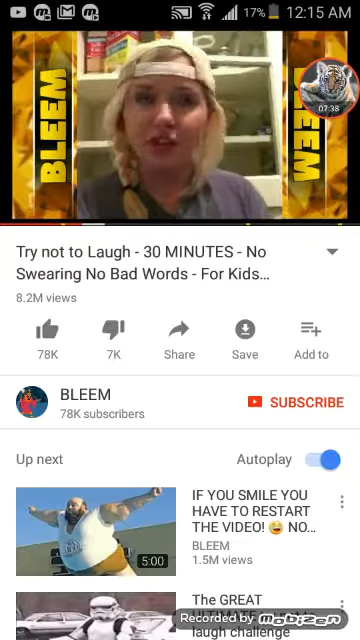 17% 12:15 AM
BLEEM
BLEEM
07:38
Try not to Laugh - 30 MINUTES - No
Swearing No Bad Words - For Kids...
8.2M views
78K
7K
Share
Save
Add to
BLEEM
78K subscribers
SUBSCRIBE
Up next
Autoplay
5:00
IF YOU SMILE YOU
HAVE TO RESTART
THE VIDEO! 😄 NO...
BLEEM
1.5M views
The GREAT
ULTIMATE
Recorded by mobizen
laugh challenge